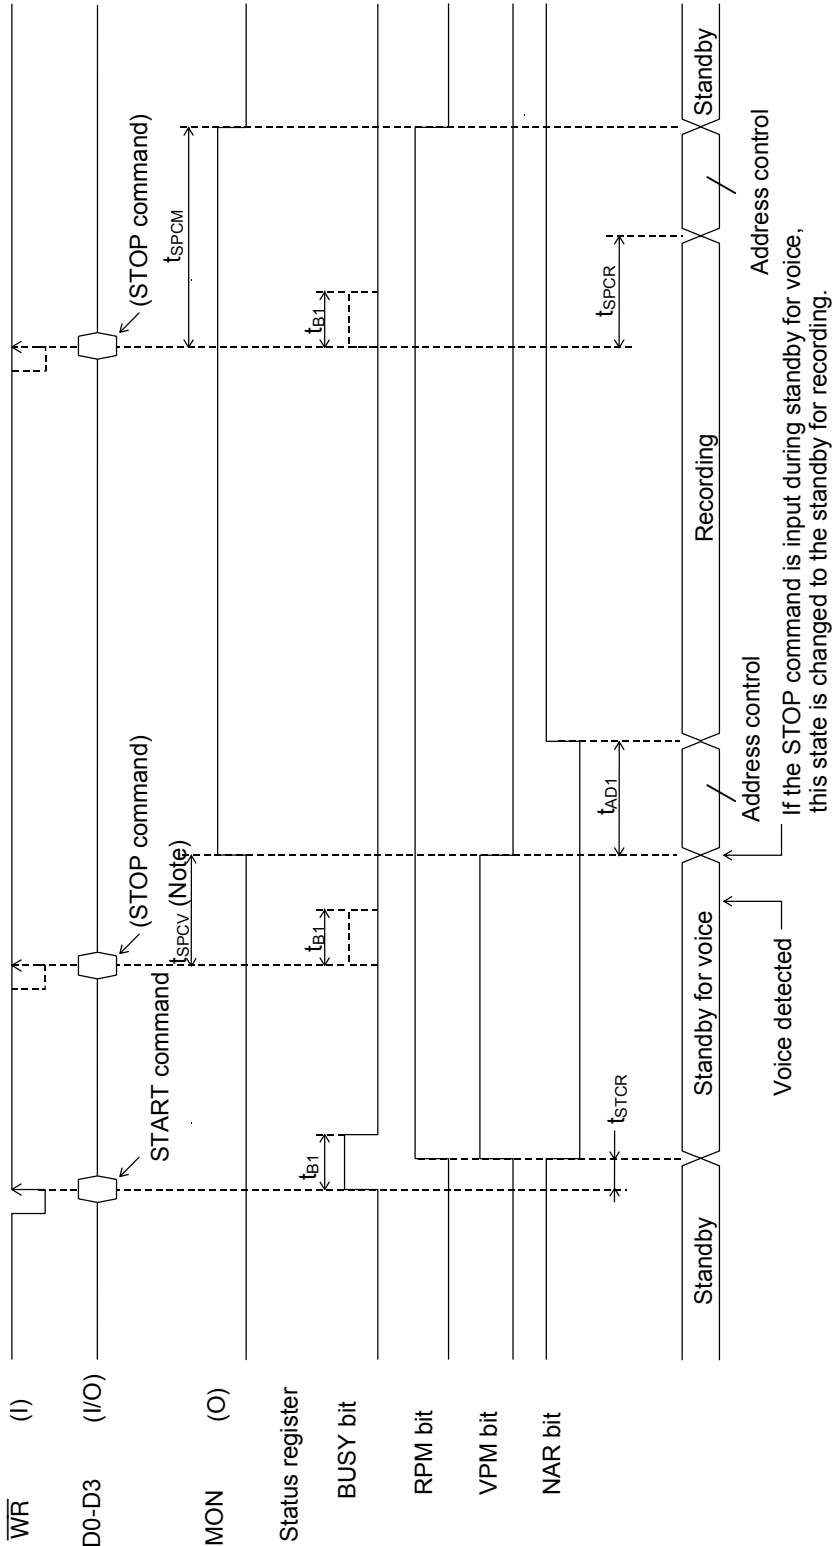 WR (I)
D0-D3 (I/O)
MON (O)
Status register
BUSY bit
RPM bit
VPM bit
NAR bit
START command
(STOP command)
(STOP command)
tSPCV (Note)
tSPCM
tB1
tB1
tB1
tSTCR
tAD1
tSPCR
Standby
Standby for voice
Recording
Standby
Address control
Address control
Voice detected
If the STOP command is input during standby for voice,
this state is changed to the standby for recording.